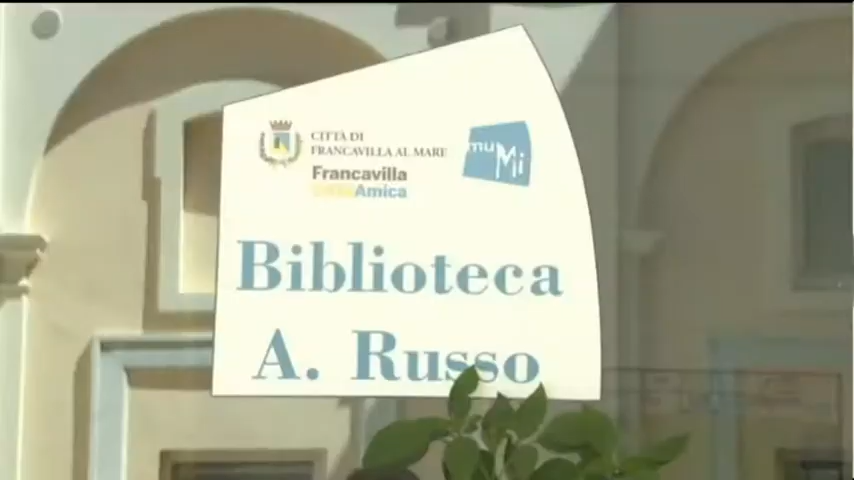 CITTÀ DI
FRANCAVILLA AL MARE
muMi
Francavilla
Amica
Biblioteca
A. Russo